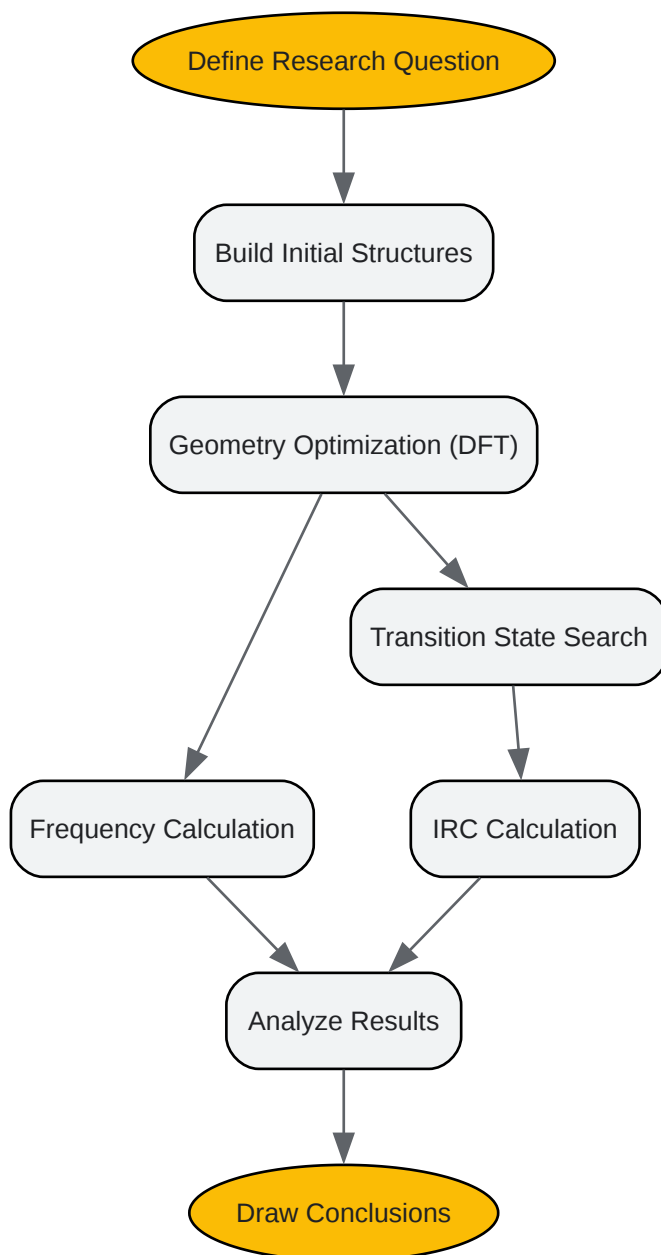 Define Research Question
Build Initial Structures
Geometry Optimization (DFT)
Transition State Search
Frequency Calculation
IRC Calculation
Analyze Results
Draw Conclusions